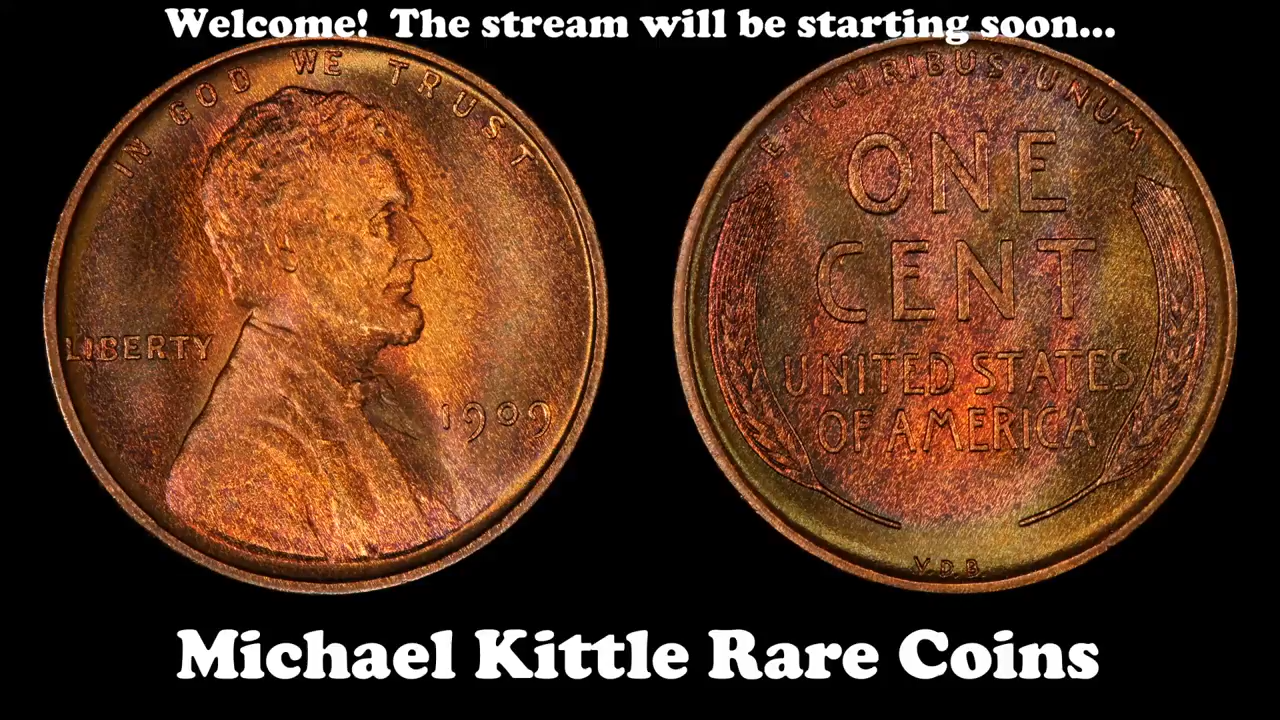 Welcome! The stream will be starting soon...
IN GOD WE TRUST
LIBERTY
1909
E·PLURIBUS·UNUM
ONE
CENT
UNITED STATES
OF AMERICA
V.D.B.
Michael Kittle Rare Coins